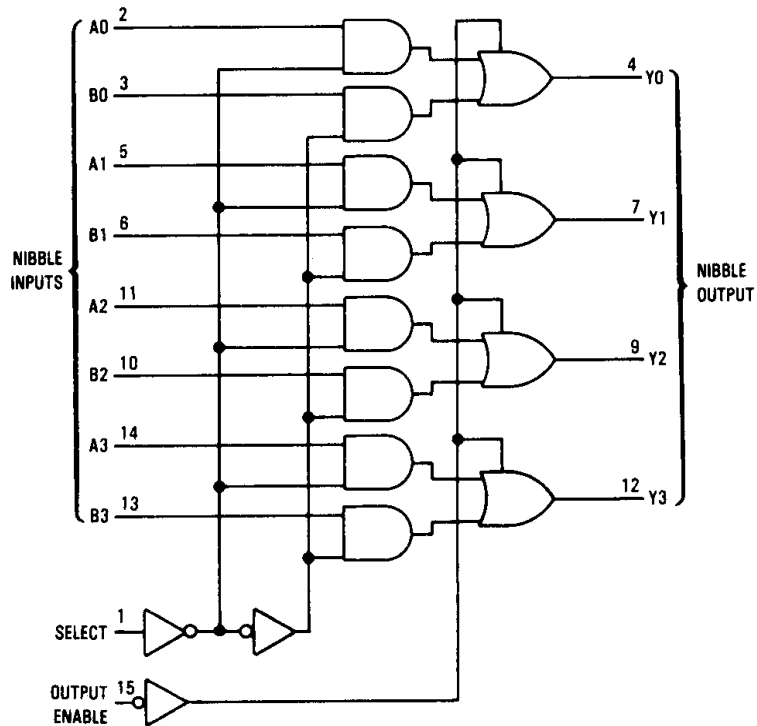 A0 2
B0 3
A1 5
B1 6
A2 11
B2 10
A3 14
B3 13
NIBBLE
INPUTS
4 Y0
7 Y1
9 Y2
12 Y3
NIBBLE
OUTPUT
SELECT 1
OUTPUT
ENABLE 15